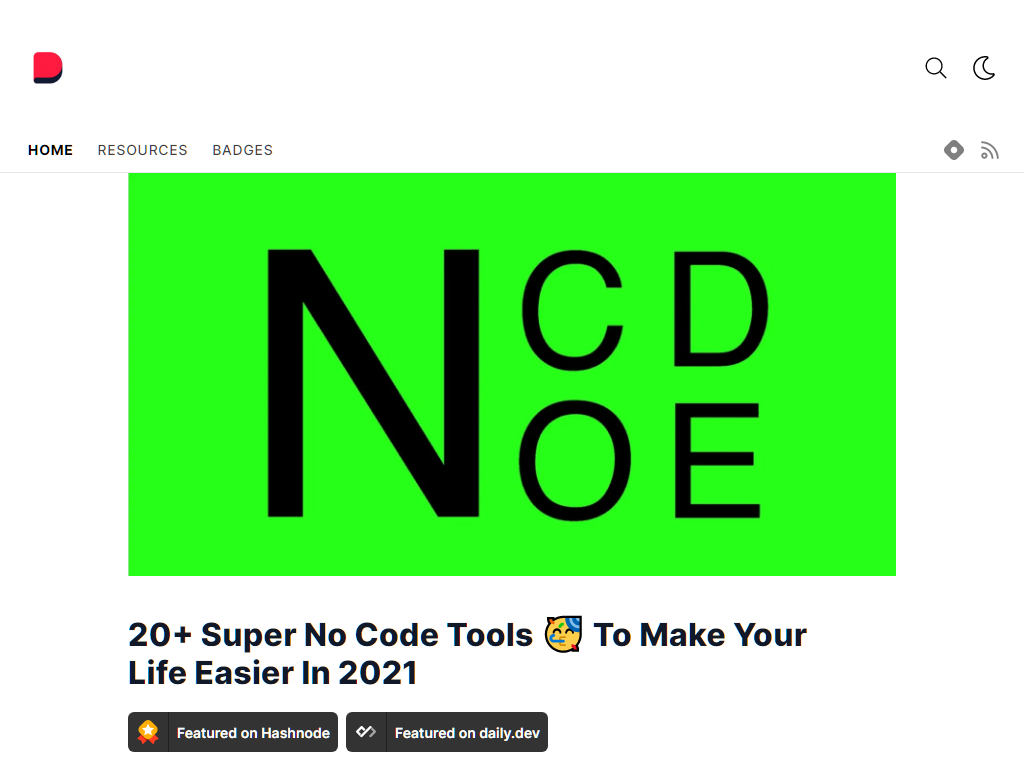 HOME RESOURCES BADGES
N C D
O E
20+ Super No Code Tools 🥳 To Make Your
Life Easier In 2021
Featured on Hashnode Featured on daily.dev